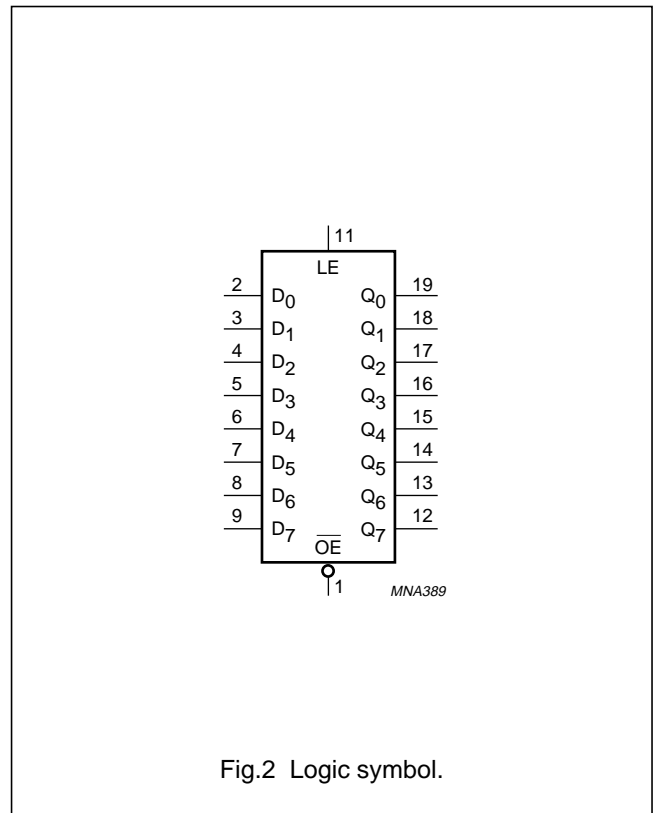 11
LE
2 D0 Q0 19
3 D1 Q1 18
4 D2 Q2 17
5 D3 Q3 16
6 D4 Q4 15
7 D5 Q5 14
8 D6 Q6 13
9 D7 Q7 12
O̅E̅
1 MNA389
Fig.2 Logic symbol.